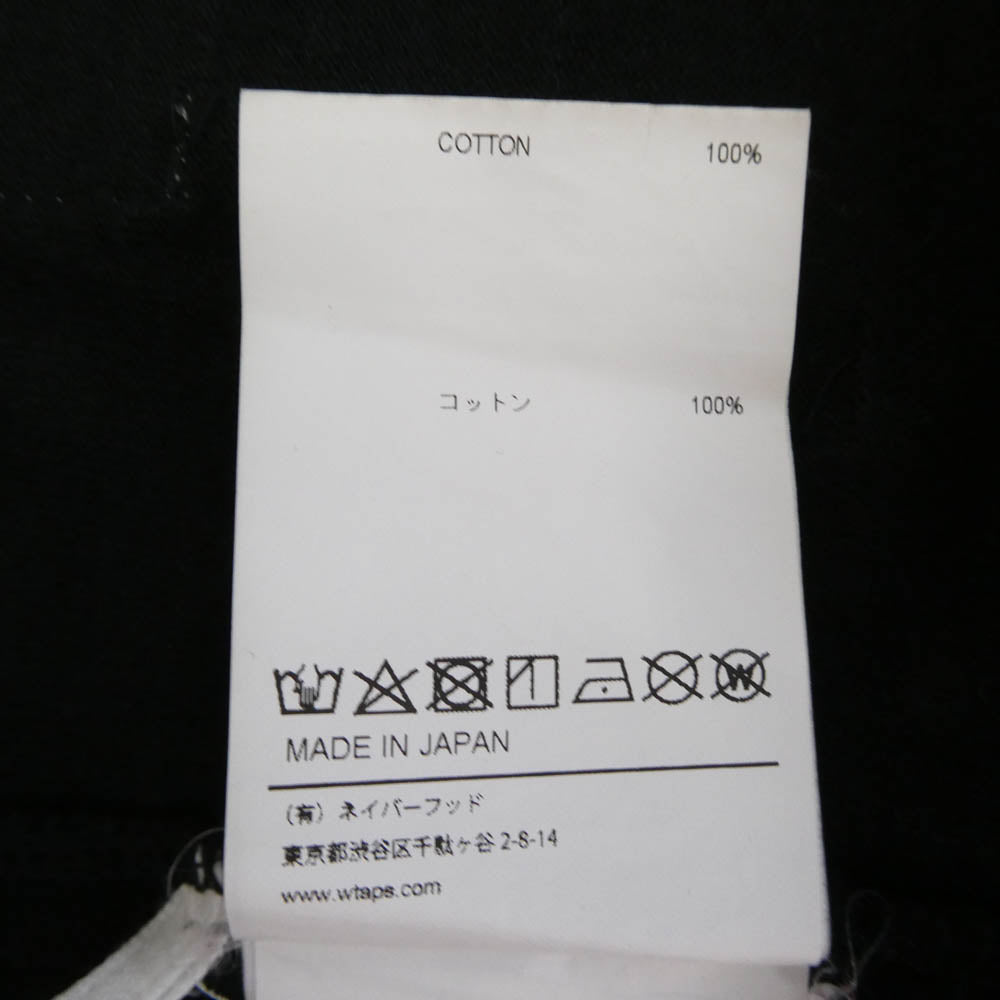 COTTON 100%
コットン 100%
W
MADE IN JAPAN
(有) ネイバーフッド
東京都渋谷区千駄ヶ谷 2-8-14
www.wtaps.com